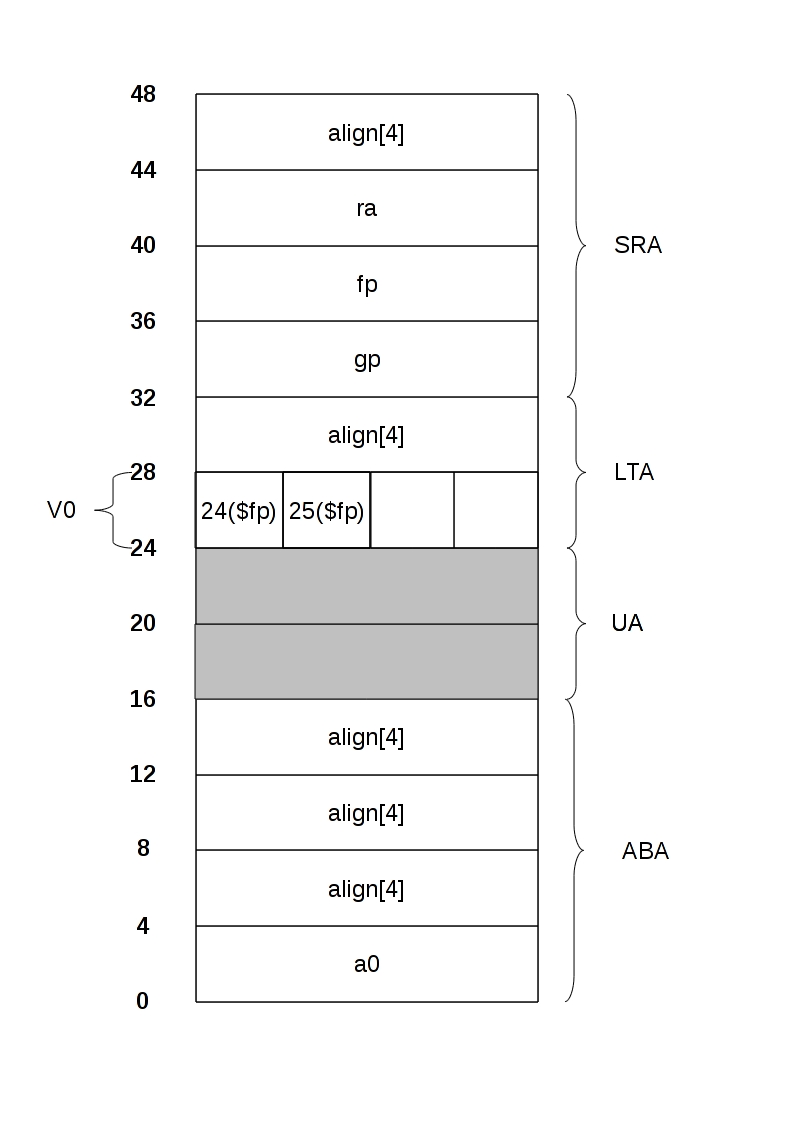 48
align[4]
44
ra
40 SRA
fp
36
gp
32
align[4]
28 LTA
V0 24($fp) 25($fp)
24
20 UA
16
align[4]
12
align[4]
8 ABA
align[4]
4
a0
0